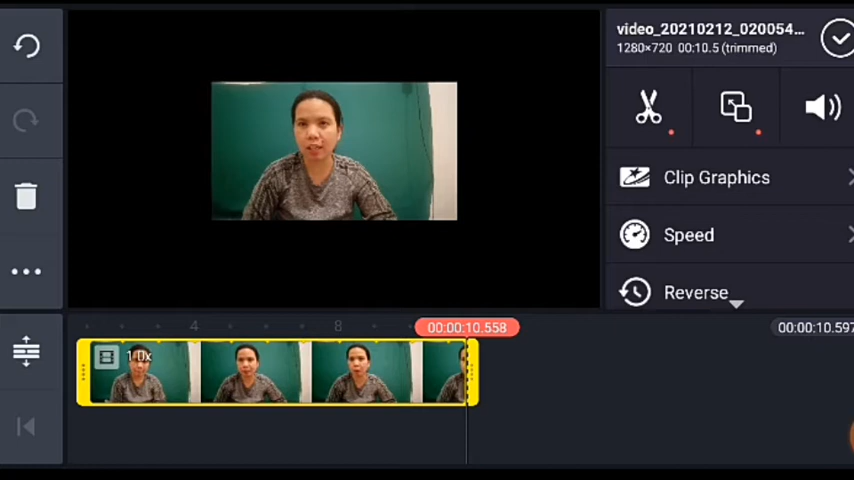 video_20210212_020054...
1280×720 00:10.5 (trimmed)
Clip Graphics
Speed
Reverse
00:00:10.558
4
8
00:00:10.597
1.0x